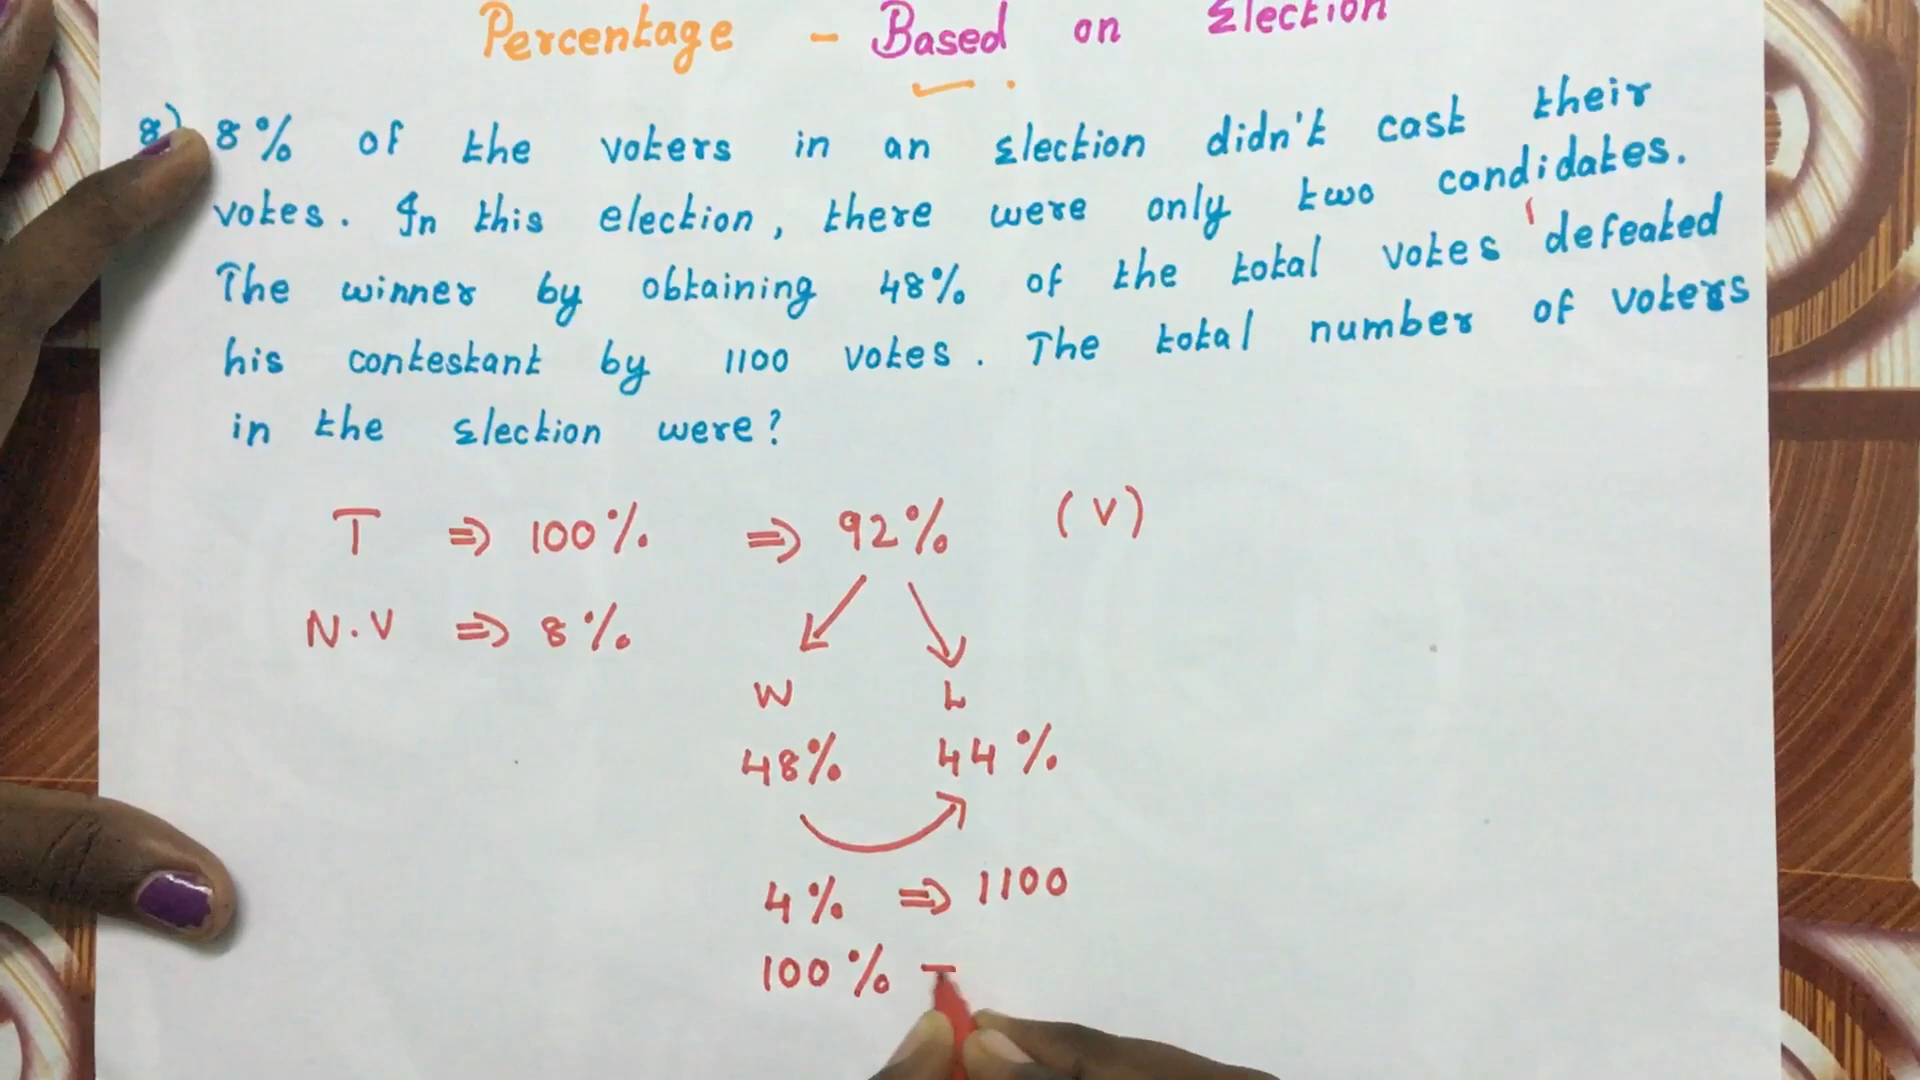 Percentage - Based on Election
8) 8% of the voters in an Election didn't cast their
votes. In this election, there were only two candidates.
The winner by obtaining 48% of the total votes defeated
his contestant by 1100 votes. The total number of voters
in the Election were?
T ⇒ 100% ⇒ 92% (V)
N.V ⇒ 8%
W L
48% 44%
4% ⇒ 1100
100%